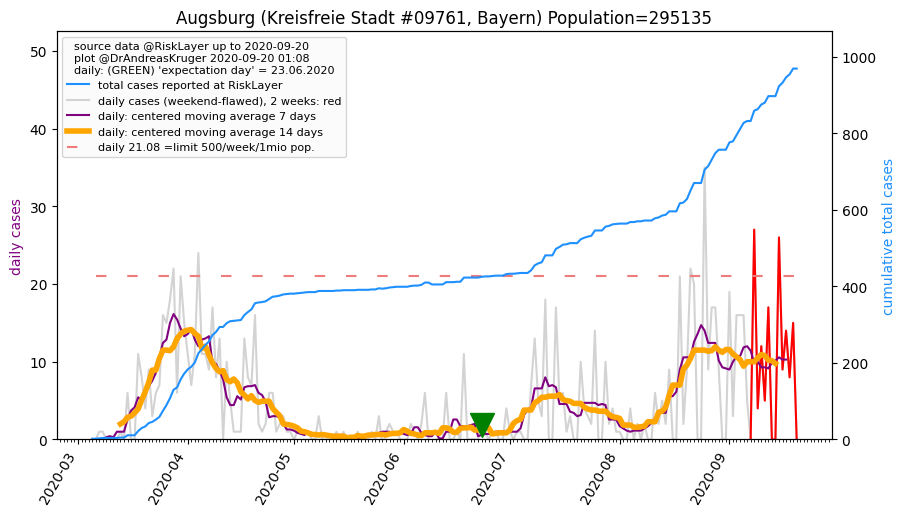 Augsburg (Kreisfreie Stadt #09761, Bayern) Population=295135
source data @RiskLayer up to 2020-09-20
plot @DrAndreasKruger 2020-09-20 01:08
daily: (GREEN) 'expectation day' = 23.06.2020
total cases reported at RiskLayer
daily cases (weekend-flawed), 2 weeks: red
daily: centered moving average 7 days
daily: centered moving average 14 days
daily 21.08 =limit 500/week/1mio pop.
daily cases
50
40
30
20
10
0
cumulative total cases
1000
800
600
400
200
0
2020-03
2020-04
2020-05
2020-06
2020-07
2020-08
2020-09